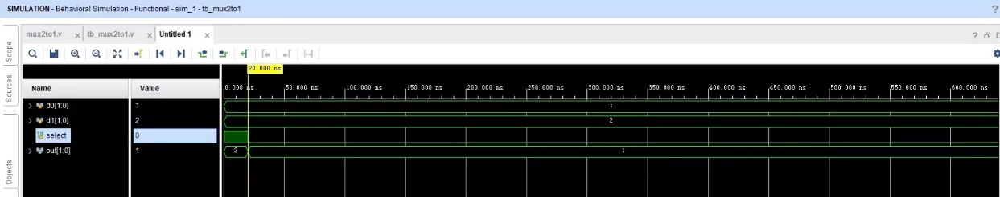 SIMULATION - Behavioral Simulation - Functional - sim_1 - tb_mux2to1 ?
mux2to1.v × tb_mux2to1.v × Untitled 1 × ?
Scope
Sources
Objects
20.000 ns
Name Value
0.000 ns 50.000 ns 100.000 ns 150.000 ns 200.000 ns 250.000 ns 300.000 ns 350.000 ns 400.000 ns 450.000 ns 500.000 ns 550.000 ns 600.000 ns
d0[1:0] 1 1
d1[1:0] 2 2
select 0
out[1:0] 1 2 1